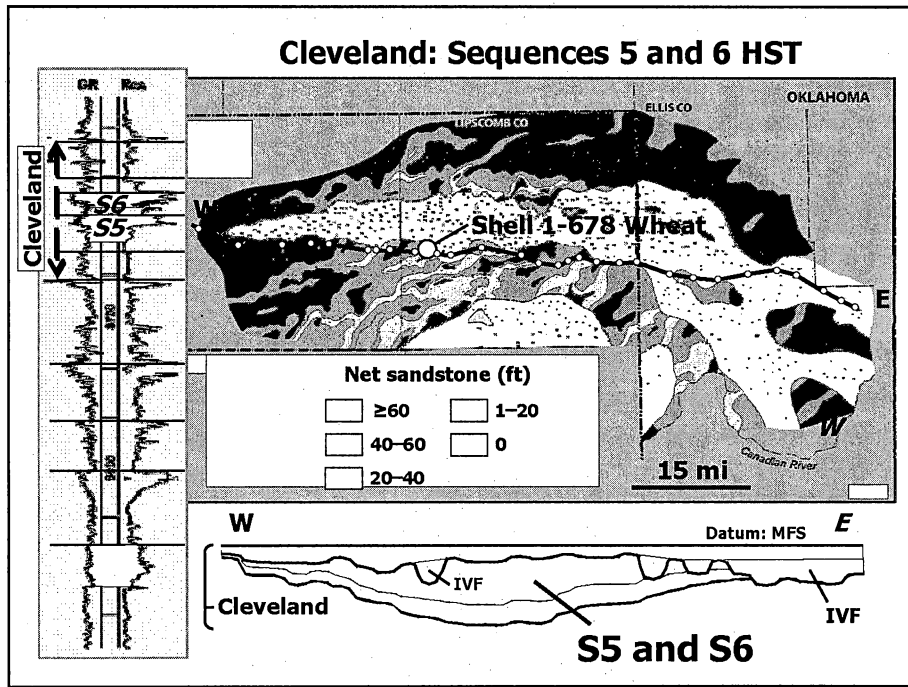 Cleveland: Sequences 5 and 6 HST
GR Res
Cleveland
S6
S5
8700
LIPSCOMB CO
ELLIS CO
OKLAHOMA
W
Shell 1-678 Wheat
E
W
Canadian River
Net sandstone (ft)
≥60 1–20
40–60 0
20–40
15 mi
W E
Datum: MFS
Cleveland
IVF
IVF
S5 and S6